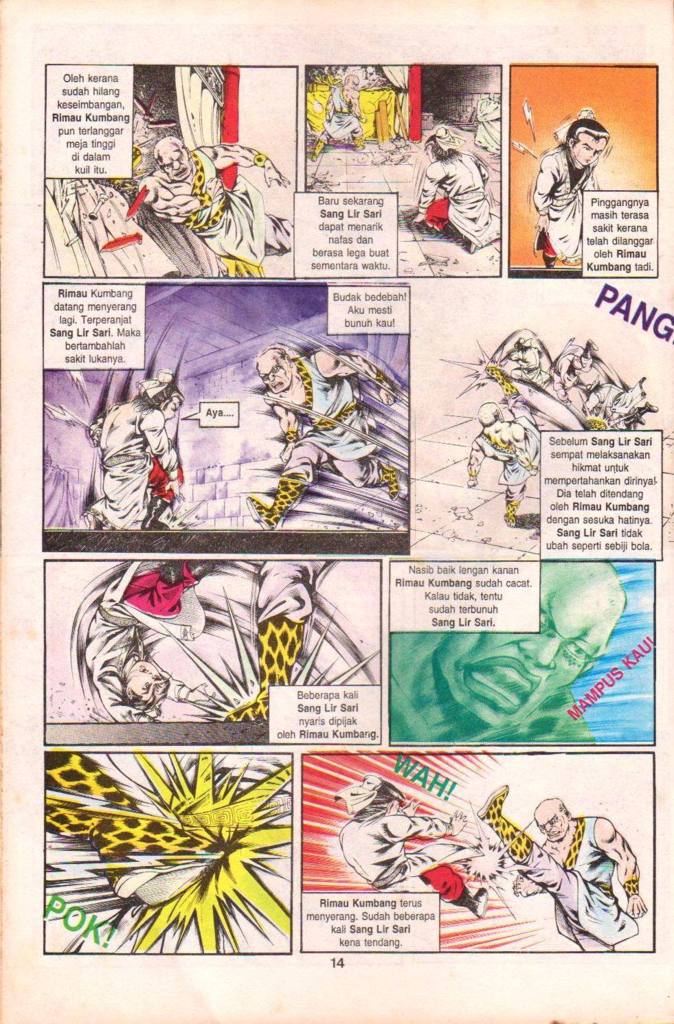 Oleh kerana
sudah hilang
keseimbangan,
Rimau Kumbang
pun terlanggar
meja tinggi
di dalam
kuil itu.
Baru sekarang
Sang Lir Sari
dapat menarik
nafas dan
berasa lega buat
sementara waktu.
Pinggangnya
masih terasa
sakit kerana
telah dilanggar
oleh Rimau
Kumbang tadi.
Rimau Kumbang
datang menyerang
lagi. Terperanjat
Sang Lir Sari. Maka
bertambahlah
sakit lukanya.
Budak bedebah!
Aku mesti
bunuh kau!
Aya....
PANG!
Sebelum Sang Lir Sari
sempat melaksanakan
hikmat untuk
mempertahankan dirinya!
Dia telah ditendang
oleh Rimau Kumbang
dengan sesuka hatinya.
Sang Lir Sari tidak
ubah seperti sebiji bola.
Beberapa kali
Sang Lir Sari
nyaris dipijak
oleh Rimau Kumbang.
Nasib baik lengan kanan
Rimau Kumbang sudah cacat.
Kalau tidak, tentu
sudah terbunuh
Sang Lir Sari.
MAMPUS KAU!
POK!
WAH!
Rimau Kumbang terus
menyerang. Sudah beberapa
kali Sang Lir Sari
kena tendang.
14